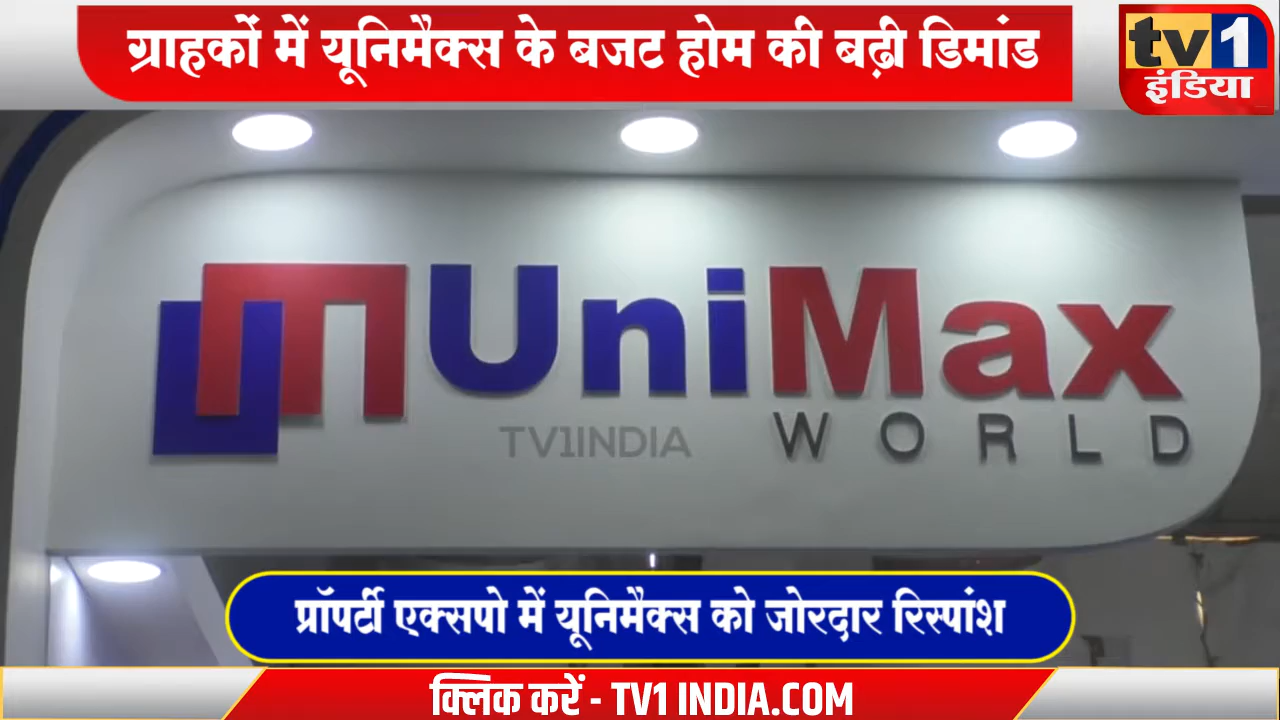 ग्राहकों में यूनिमैक्स के बजट होम की बढ़ी डिमांड
tv1
इंडिया
UniMax
TV1INDIA
WORLD
प्रॉपर्टी एक्सपो में यूनिमैक्स को जोरदार रिस्पांश
क्लिक करें - TV1 INDIA.COM